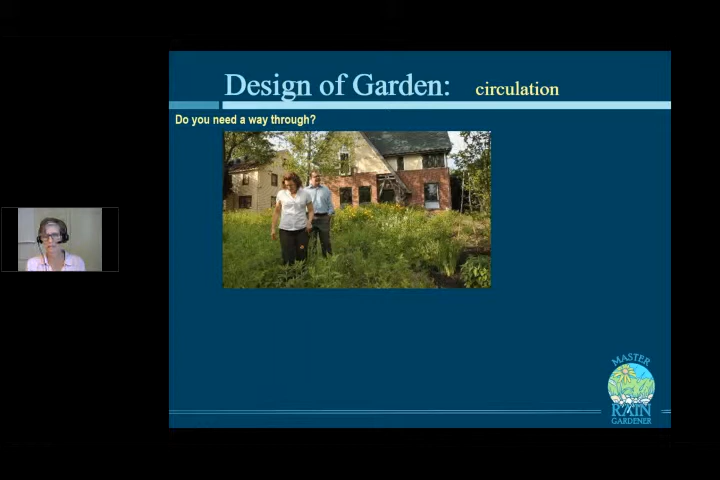 Design of Garden: circulation
Do you need a way through?
MASTER
RAIN
GARDENER